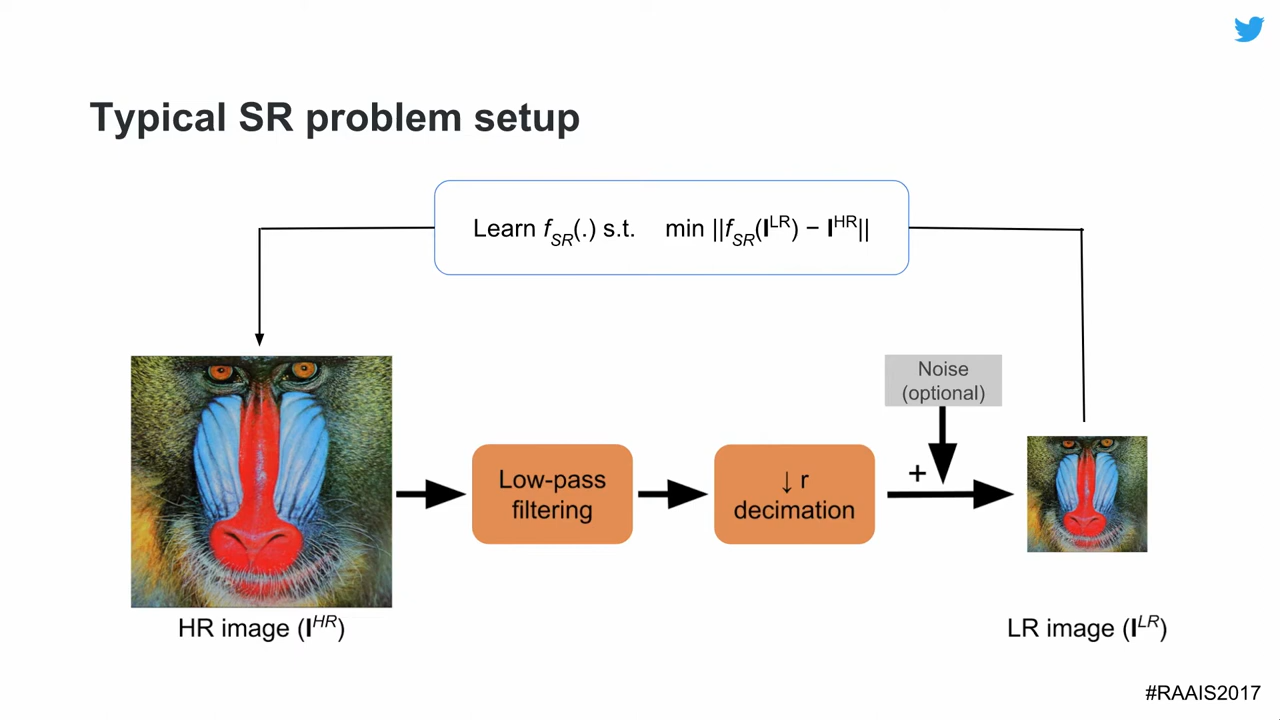 Typical SR problem setup
Learn f_SR(.) s.t. min ||f_SR(I^LR) − I^HR||
Noise
(optional)
+
Low-pass
filtering
↓ r
decimation
HR image (I^HR)
LR image (I^LR)
#RAAIS2017